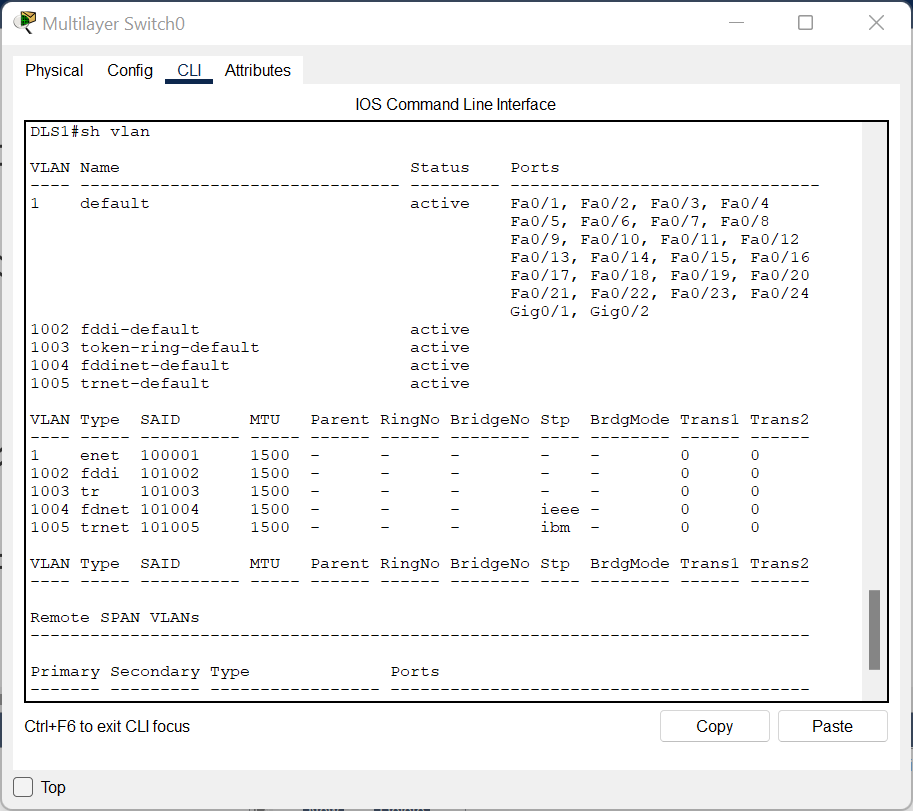 Multilayer Switch0
Physical Config CLI Attributes
IOS Command Line Interface
DLS1#sh vlan
VLAN Name                             Status    Ports
---- -------------------------------- --------- -------------------------------
1    default                          active    Fa0/1, Fa0/2, Fa0/3, Fa0/4
                                                Fa0/5, Fa0/6, Fa0/7, Fa0/8
                                                Fa0/9, Fa0/10, Fa0/11, Fa0/12
                                                Fa0/13, Fa0/14, Fa0/15, Fa0/16
                                                Fa0/17, Fa0/18, Fa0/19, Fa0/20
                                                Fa0/21, Fa0/22, Fa0/23, Fa0/24
                                                Gig0/1, Gig0/2
1002 fddi-default                     active
1003 token-ring-default               active
1004 fddinet-default                  active
1005 trnet-default                    active
VLAN Type  SAID       MTU   Parent RingNo BridgeNo Stp  BrdgMode Trans1 Trans2
---- ----- ---------- ----- ------ ------ -------- ---- -------- ------ ------
1    enet  100001     1500  -      -      -        -    -        0      0
1002 fddi  101002     1500  -      -      -        -    -        0      0
1003 tr    101003     1500  -      -      -        -    -        0      0
1004 fdnet 101004     1500  -      -      -        ieee -        0      0
1005 trnet 101005     1500  -      -      -        ibm  -        0      0
VLAN Type  SAID       MTU   Parent RingNo BridgeNo Stp  BrdgMode Trans1 Trans2
---- ----- ---------- ----- ------ ------ -------- ---- -------- ------ ------
Remote SPAN VLANs
------------------------------------------------------------------------------
Primary Secondary Type              Ports
------- --------- ----------------- ------------------------------------------
Ctrl+F6 to exit CLI focus
Copy Paste
Top